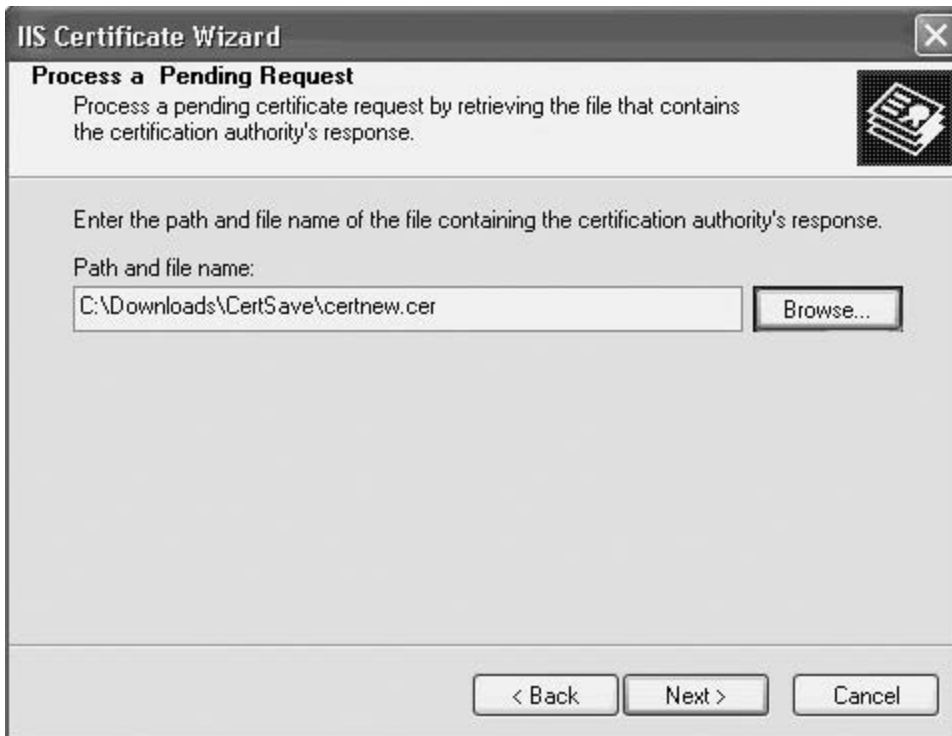 IIS Certificate Wizard
Process a Pending Request
Process a pending certificate request by retrieving the file that contains
the certification authority's response.
Enter the path and file name of the file containing the certification authority's response.
Path and file name:
C:\Downloads\CertSave\certnew.cer
Browse...
< Back
Next >
Cancel